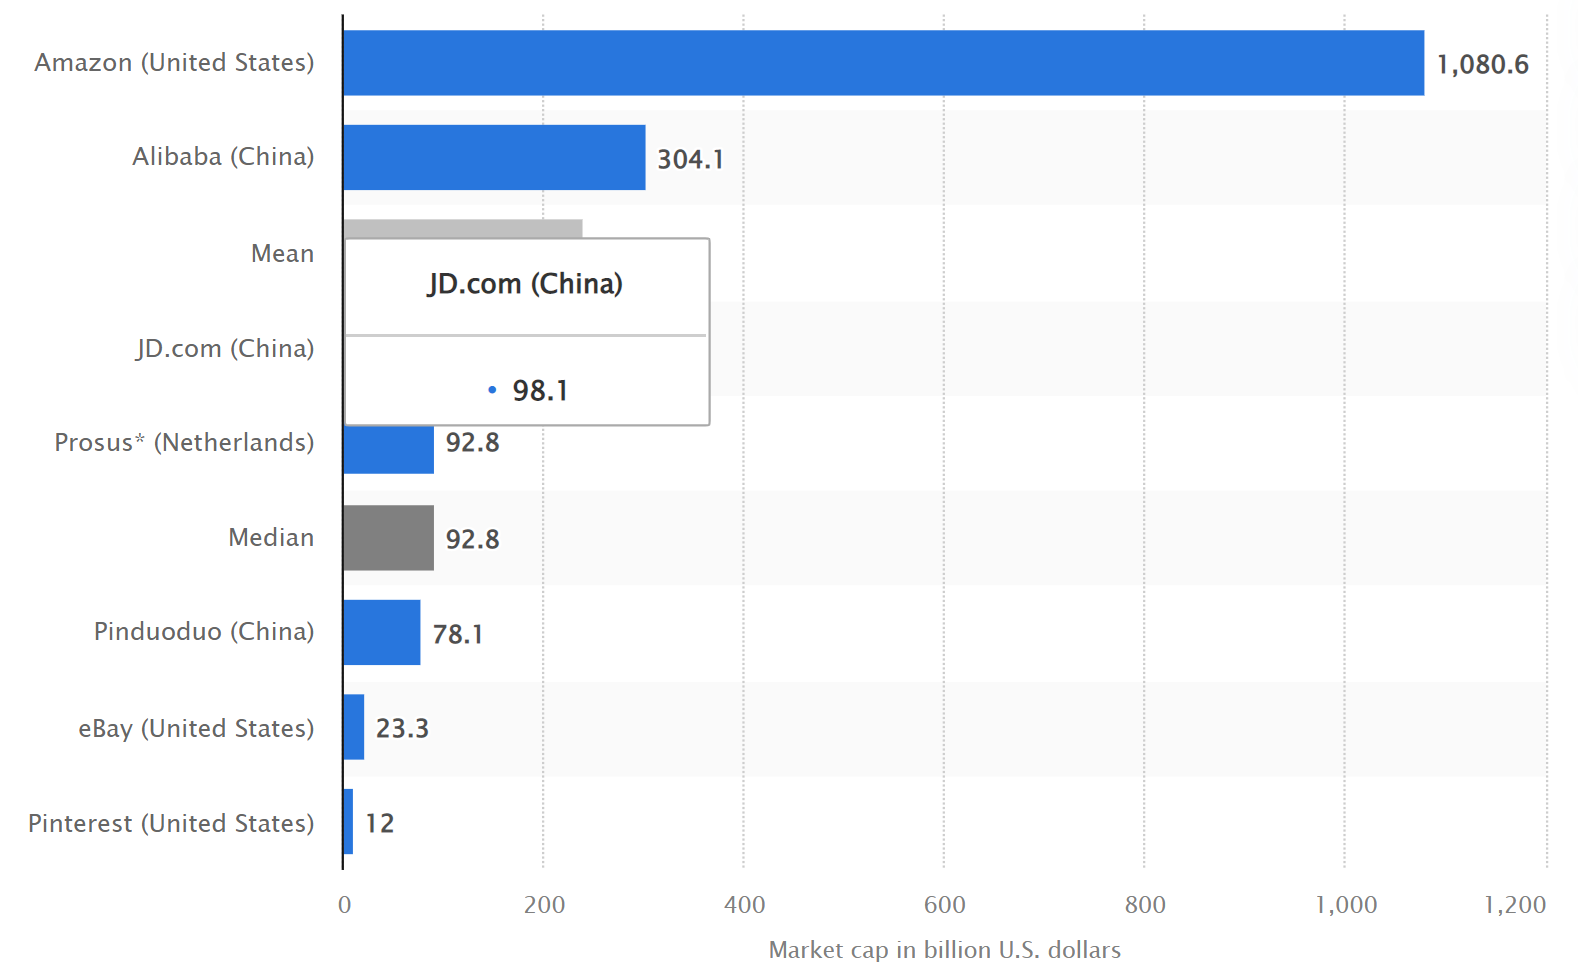 Amazon (United States) 1,080.6
Alibaba (China) 304.1
Mean
JD.com (China)
98.1
JD.com (China)
Prosus* (Netherlands) 92.8
Median 92.8
Pinduoduo (China) 78.1
eBay (United States) 23.3
Pinterest (United States) 12
0 200 400 600 800 1,000 1,200
Market cap in billion U.S. dollars